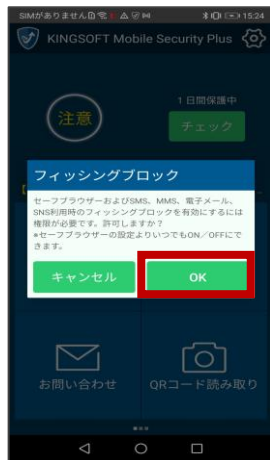 SIMがありません 15:24
KINGSOFT Mobile Security Plus
1日間保護中
注意
チェック
フィッシングブロック
セーフブラウザーおよびSMS、MMS、電子メール、
SNS利用時のフィッシングブロックを有効にするには
権限が必要です。許可しますか?
*セーフブラウザーの設定よりいつでもON／OFFにで
きます。
キャンセル
OK
お問い合わせ
QRコード読み取り